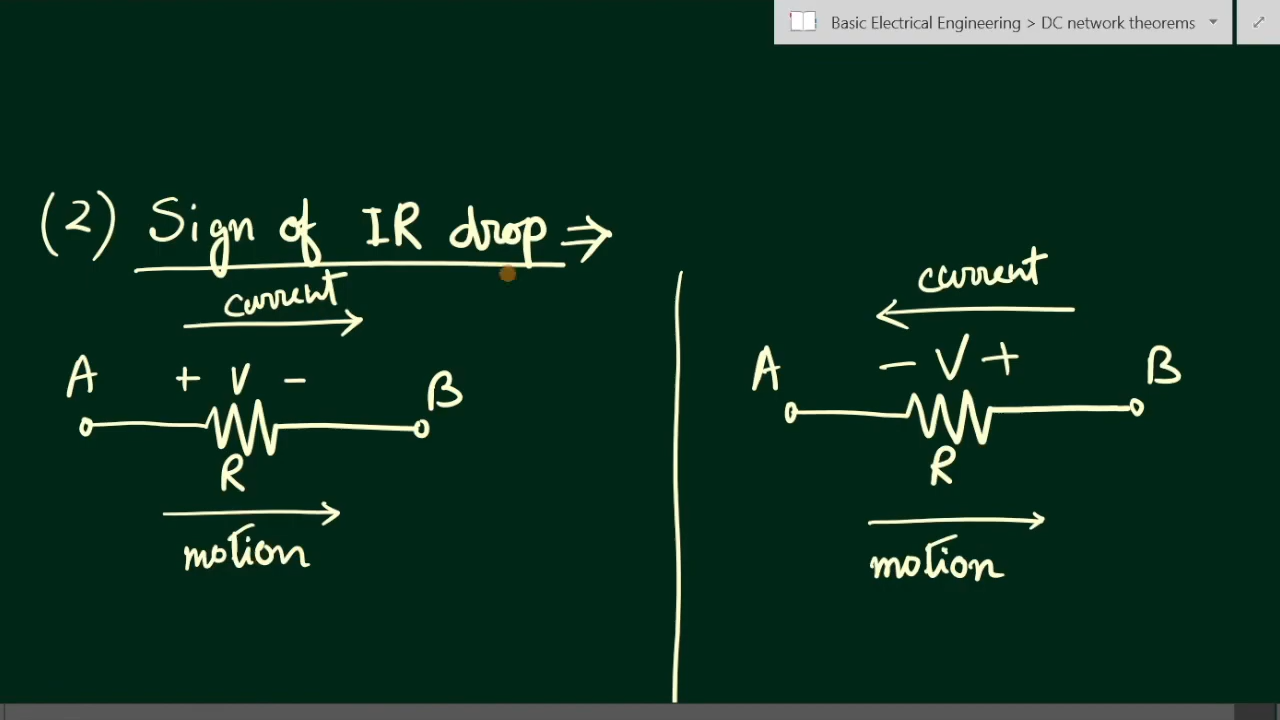 Basic Electrical Engineering > DC network theorems
(2) Sign of IR drop ⇒
current
A + V - B
R
motion
current
A - V + B
R
motion